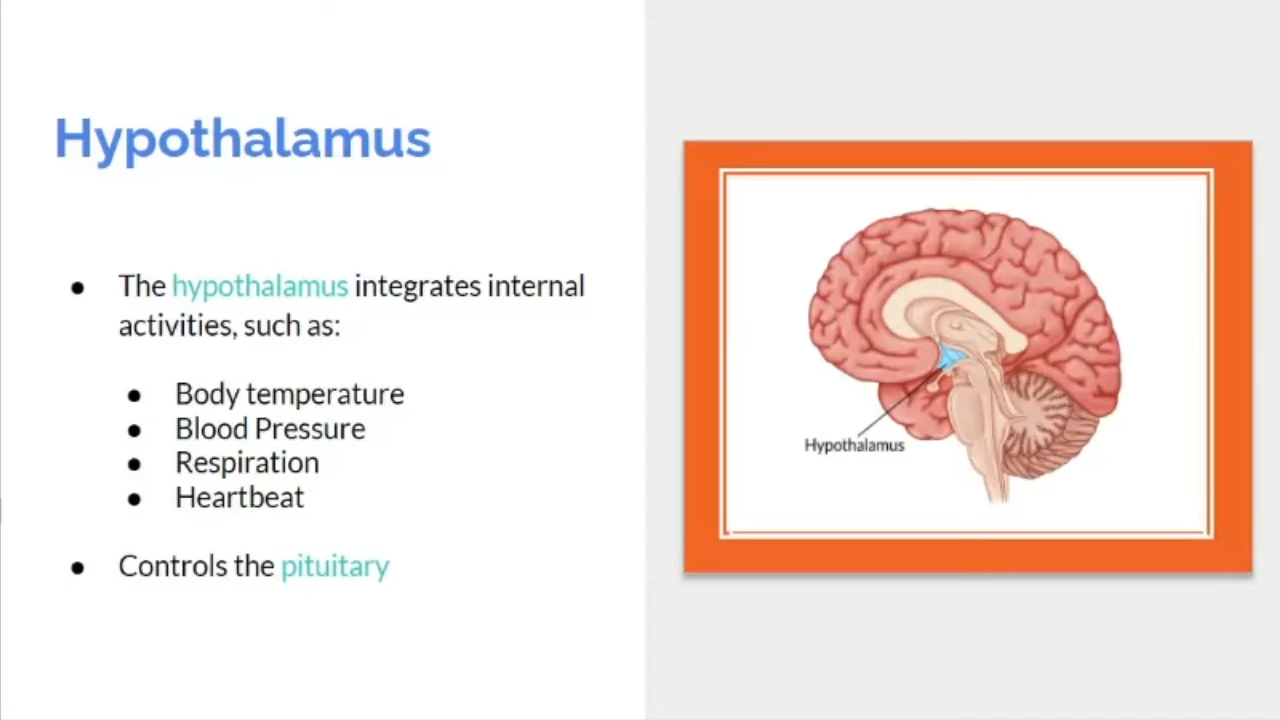 Hypothalamus
● The hypothalamus integrates internal
activities, such as:
● Body temperature
● Blood Pressure
● Respiration
● Heartbeat
● Controls the pituitary
Hypothalamus